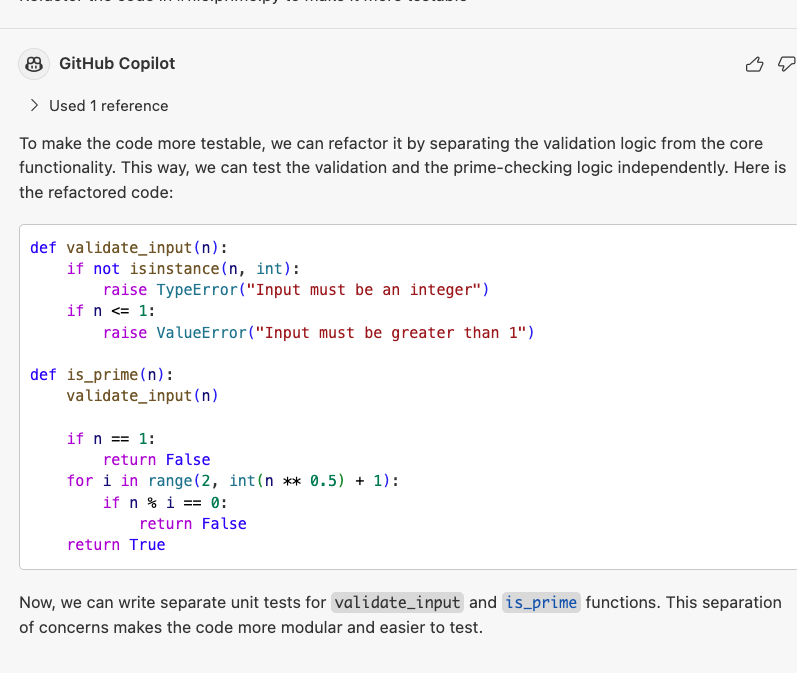 GitHub Copilot
Used 1 reference
To make the code more testable, we can refactor it by separating the validation logic from the core
functionality. This way, we can test the validation and the prime-checking logic independently. Here is
the refactored code:
def validate_input(n):
    if not isinstance(n, int):
        raise TypeError("Input must be an integer")
    if n <= 1:
        raise ValueError("Input must be greater than 1")

def is_prime(n):
    validate_input(n)

    if n == 1:
        return False
    for i in range(2, int(n ** 0.5) + 1):
        if n % i == 0:
            return False
    return True
Now, we can write separate unit tests for validate_input and is_prime functions. This separation
of concerns makes the code more modular and easier to test.